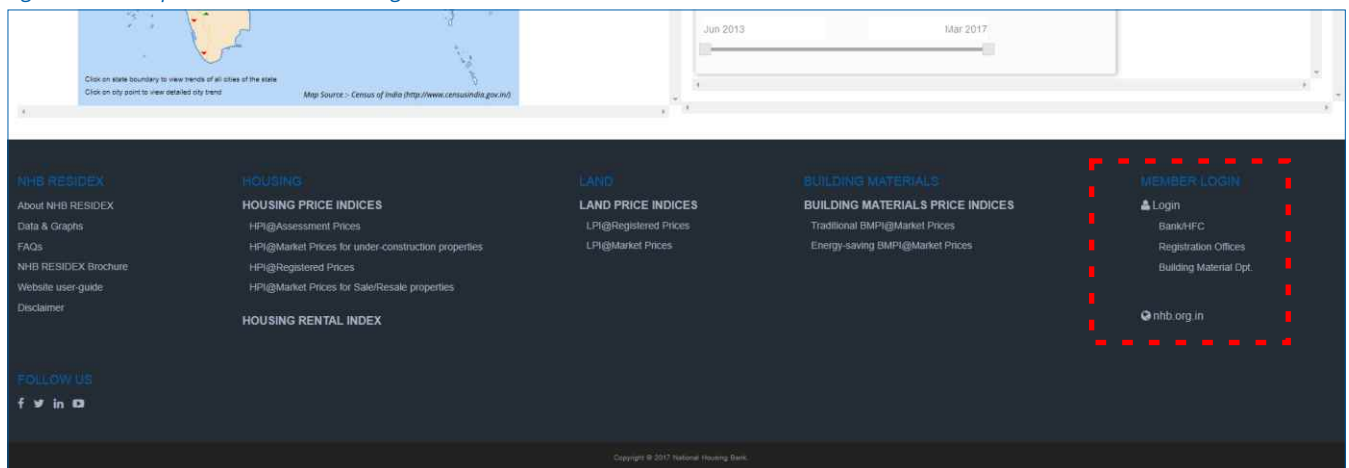 Jun 2013 Mar 2017
Click on state boundary to view trends of all cities of the state
Click on city point to view detailed city trend
Map Source :- Census of India (http://www.censusindia.gov.in/)
NHB RESIDEX
About NHB RESIDEX
Data & Graphs
FAQs
NHB RESIDEX Brochure
Website user-guide
Disclaimer
HOUSING
HOUSING PRICE INDICES
HPI@Assessment Prices
HPI@Market Prices for under-construction properties
HPI@Registered Prices
HPI@Market Prices for Sale/Resale properties
HOUSING RENTAL INDEX
LAND
LAND PRICE INDICES
LPI@Registered Prices
LPI@Market Prices
BUILDING MATERIALS
BUILDING MATERIALS PRICE INDICES
Traditional BMPI@Market Prices
Energy-saving BMPI@Market Prices
MEMBER LOGIN
Login
Bank/HFC
Registration Offices
Building Material Dpt.
nhb.org.in
FOLLOW US
Copyright © 2017 National Housing Bank.